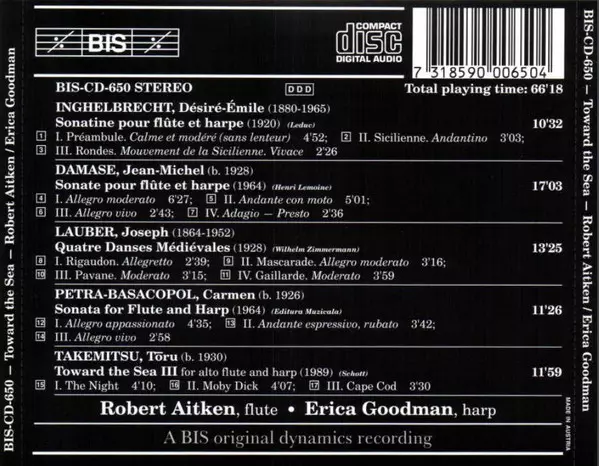 BIS-CD-650 — Toward the Sea — Robert Aitken / Erica Goodman
BIS
COMPACT
disc
DIGITAL AUDIO
7 318590 006504
BIS-CD-650 STEREO
DDD
Total playing time: 66'18
INGHELBRECHT, Désiré-Émile (1880-1965)
Sonatine pour flûte et harpe (1920) (Leduc) 10'32
1 I. Préambule. Calme et modéré (sans lenteur) 4'52; 2 II. Sicilienne. Andantino 3'03;
3 III. Rondes. Mouvement de la Sicilienne. Vivace 2'26
DAMASE, Jean-Michel (b. 1928)
Sonate pour flûte et harpe (1964) (Henri Lemoine) 17'03
4 I. Allegro moderato 6'27; 5 II. Andante con moto 5'01;
6 III. Allegro vivo 2'43; 7 IV. Adagio — Presto 2'36
LAUBER, Joseph (1864-1952)
Quatre Danses Médiévales (1928) (Wilhelm Zimmermann) 13'25
8 I. Rigaudon. Allegretto 2'39; 9 II. Mascarade. Allegro moderato 3'16;
10 III. Pavane. Moderato 3'15; 11 IV. Gaillarde. Moderato 3'59
PETRA-BASACOPOL, Carmen (b. 1926)
Sonata for Flute and Harp (1964) (Editura Muzicala) 11'26
12 I. Allegro appassionato 4'35; 13 II. Andante espressivo, rubato 3'42;
14 III. Allegro vivo 2'58
TAKEMITSU, Tōru (b. 1930)
Toward the Sea III for alto flute and harp (1989) (Schott) 11'59
15 I. The Night 4'10; 16 II. Moby Dick 4'07; 17 III. Cape Cod 3'30
Robert Aitken, flute • Erica Goodman, harp
A BIS original dynamics recording
MADE IN AUSTRIA
BIS-CD-650 — Toward the Sea — Robert Aitken / Erica Goodman